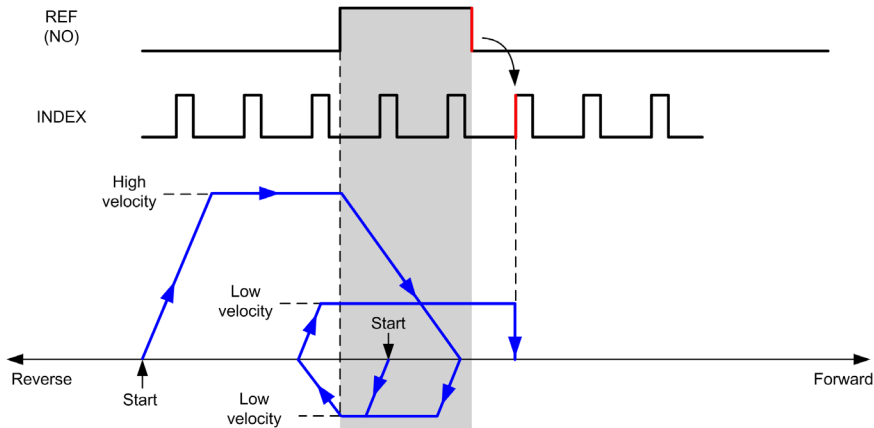 REF
(NO)
INDEX
High
velocity
Low
velocity
Start
Reverse
Forward
Start
Low
velocity